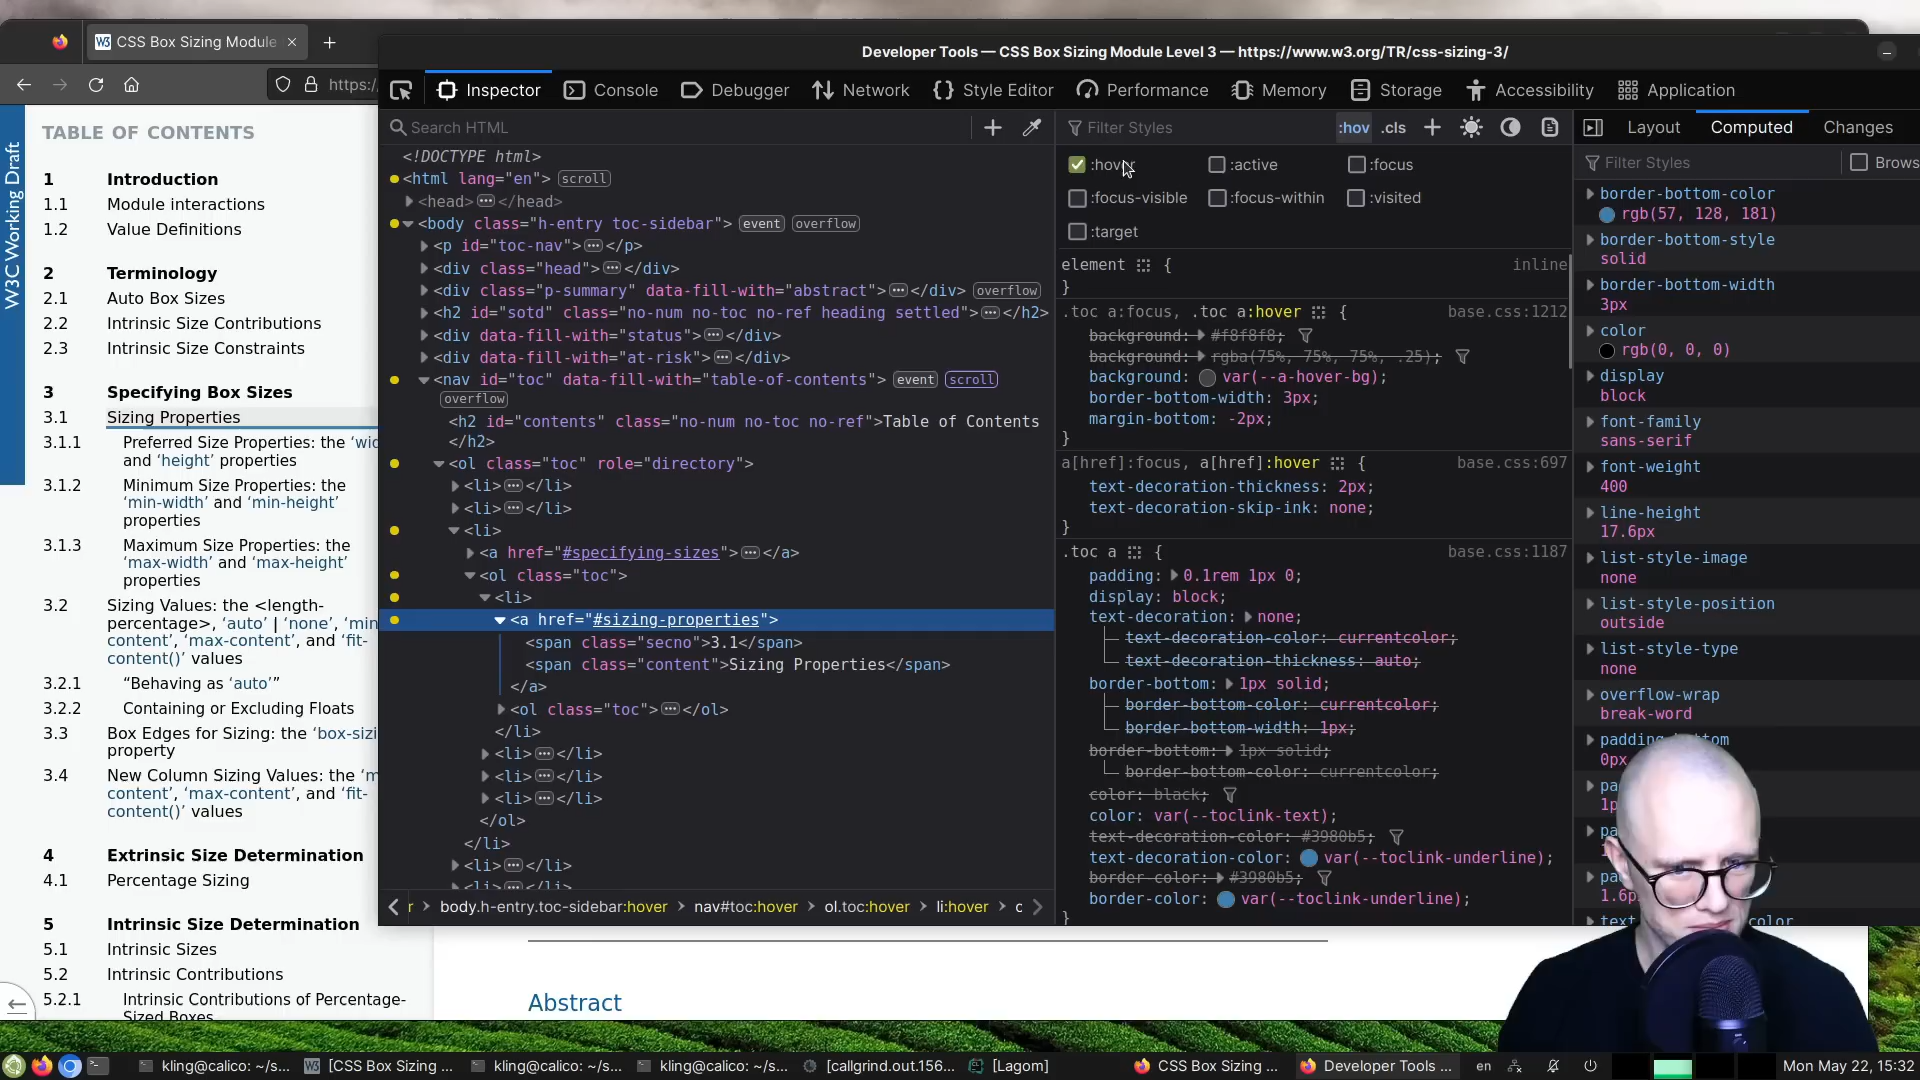 CSS Box Sizing Module
https:/
Developer Tools — CSS Box Sizing Module Level 3 — https://www.w3.org/TR/css-sizing-3/
Inspector
Console
Debugger
Network
Style Editor
Performance
Memory
Storage
Accessibility
Application
W3C Working Draft
TABLE OF CONTENTS
1 Introduction
1.1 Module interactions
1.2 Value Definitions
2 Terminology
2.1 Auto Box Sizes
2.2 Intrinsic Size Contributions
2.3 Intrinsic Size Constraints
3 Specifying Box Sizes
3.1 Sizing Properties
3.1.1 Preferred Size Properties: the ‘wid
and ‘height’ properties
3.1.2 Minimum Size Properties: the
‘min-width’ and ‘min-height’
properties
3.1.3 Maximum Size Properties: the
‘max-width’ and ‘max-height’
properties
3.2 Sizing Values: the <length-
percentage>, ‘auto’ | ‘none’, ‘min
content’, ‘max-content’, and ‘fit-
content()’ values
3.2.1 “Behaving as ‘auto’”
3.2.2 Containing or Excluding Floats
3.3 Box Edges for Sizing: the ‘box-sizi
property
3.4 New Column Sizing Values: the ‘m
content’, ‘max-content’, and ‘fit-
content()’ values
4 Extrinsic Size Determination
4.1 Percentage Sizing
5 Intrinsic Size Determination
5.1 Intrinsic Sizes
5.2 Intrinsic Contributions
5.2.1 Intrinsic Contributions of Percentage-
Sized Boxes
Search HTML
<!DOCTYPE html>
<html lang="en"> scroll
<head> </head>
<body class="h-entry toc-sidebar"> event overflow
<p id="toc-nav"> </p>
<div class="head"> </div>
<div class="p-summary" data-fill-with="abstract"> </div> overflow
<h2 id="sotd" class="no-num no-toc no-ref heading settled"> </h2>
<div data-fill-with="status"> </div>
<div data-fill-with="at-risk"> </div>
<nav id="toc" data-fill-with="table-of-contents"> event scroll
overflow
<h2 id="contents" class="no-num no-toc no-ref">Table of Contents
</h2>
<ol class="toc" role="directory">
<li> </li>
<li> </li>
<li>
<a href="#specifying-sizes"> </a>
<ol class="toc">
<li>
<a href="#sizing-properties">
<span class="secno">3.1</span>
<span class="content">Sizing Properties</span>
</a>
<ol class="toc"> </ol>
</li>
<li> </li>
<li> </li>
<li> </li>
</ol>
</li>
<li> </li>
<li> </li>
r > body.h-entry.toc-sidebar:hover > nav#toc:hover > ol.toc:hover > li:hover > c
Filter Styles
:hov .cls
:hover :active :focus
:focus-visible :focus-within :visited
:target
element { inline
}
.toc a:focus, .toc a:hover { base.css:1212
background: #f8f8f8;
background: rgba(75%, 75%, 75%, .25);
background: var(--a-hover-bg);
border-bottom-width: 3px;
margin-bottom: -2px;
}
a[href]:focus, a[href]:hover { base.css:697
text-decoration-thickness: 2px;
text-decoration-skip-ink: none;
}
.toc a { base.css:1187
padding: 0.1rem 1px 0;
display: block;
text-decoration: none;
text-decoration-color: currentcolor;
text-decoration-thickness: auto;
border-bottom: 1px solid;
border-bottom-color: currentcolor;
border-bottom-width: 1px;
border-bottom: 1px solid;
border-bottom-color: currentcolor;
color: black;
color: var(--toclink-text);
text-decoration-color: #3980b5;
text-decoration-color: var(--toclink-underline);
border-color: #3980b5;
border-color: var(--toclink-underline);
}
Layout
Computed
Changes
Filter Styles Brows
border-bottom-color
rgb(57, 128, 181)
border-bottom-style
solid
border-bottom-width
3px
color
rgb(0, 0, 0)
display
block
font-family
sans-serif
font-weight
400
line-height
17.6px
list-style-image
none
list-style-position
outside
list-style-type
none
overflow-wrap
break-word
padding-bottom
0px
pa
1p
pa
pa
1.6p
text color
Abstract
kling@calico: ~/s...
[CSS Box Sizing ...
kling@calico: ~/s...
kling@calico: ~/s...
[callgrind.out.156...
[Lagom]
CSS Box Sizing ...
Developer Tools ...
en
Mon May 22, 15:32